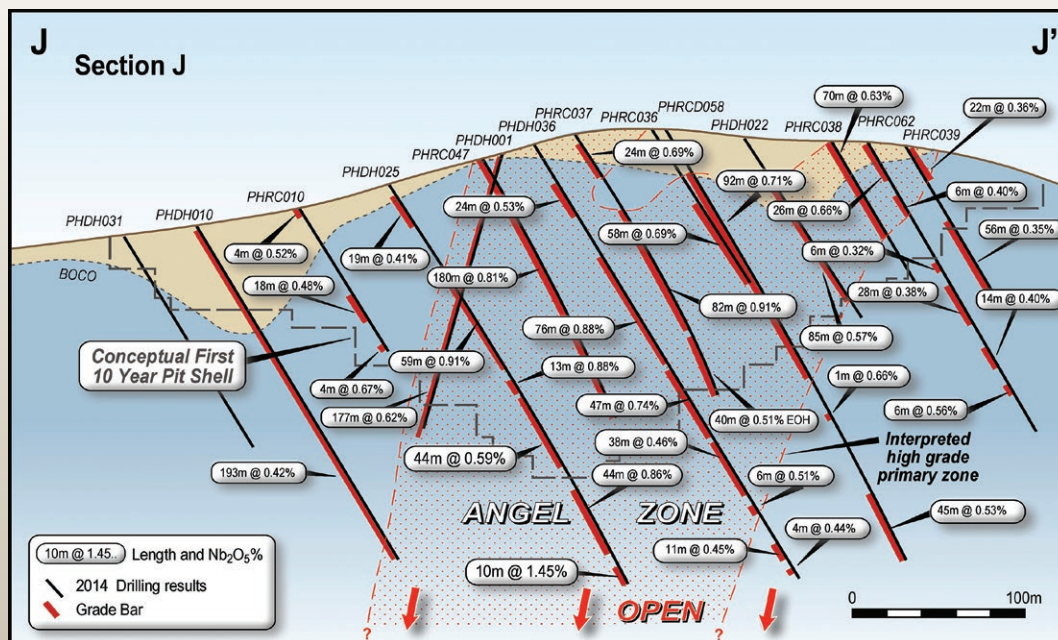 J
J'
Section J
70m @ 0.63%
22m @ 0.36%
PHRC037
PHDH036
PHDH001
PHRC047
PHRC036
PHRCD058
PHDH022
PHRC038
PHRC062
PHRC039
PHDH025
PHRC010
PHDH010
PHDH031
24m @ 0.69%
92m @ 0.71%
6m @ 0.40%
24m @ 0.53%
26m @ 0.66%
58m @ 0.69%
56m @ 0.35%
4m @ 0.52%
19m @ 0.41%
6m @ 0.32%
BOCO
18m @ 0.48%
180m @ 0.81%
28m @ 0.38%
14m @ 0.40%
82m @ 0.91%
76m @ 0.88%
85m @ 0.57%
Conceptual First
10 Year Pit Shell
59m @ 0.91%
13m @ 0.88%
1m @ 0.66%
4m @ 0.67%
177m @ 0.62%
47m @ 0.74%
40m @ 0.51% EOH
6m @ 0.56%
38m @ 0.46%
Interpreted
high grade
primary zone
44m @ 0.59%
193m @ 0.42%
44m @ 0.86%
6m @ 0.51%
ANGEL ZONE
45m @ 0.53%
4m @ 0.44%
11m @ 0.45%
10m @ 1.45%
OPEN
?
?
10m @ 1.45.. Length and Nb₂O₅%
2014 Drilling results
Grade Bar
0 100m